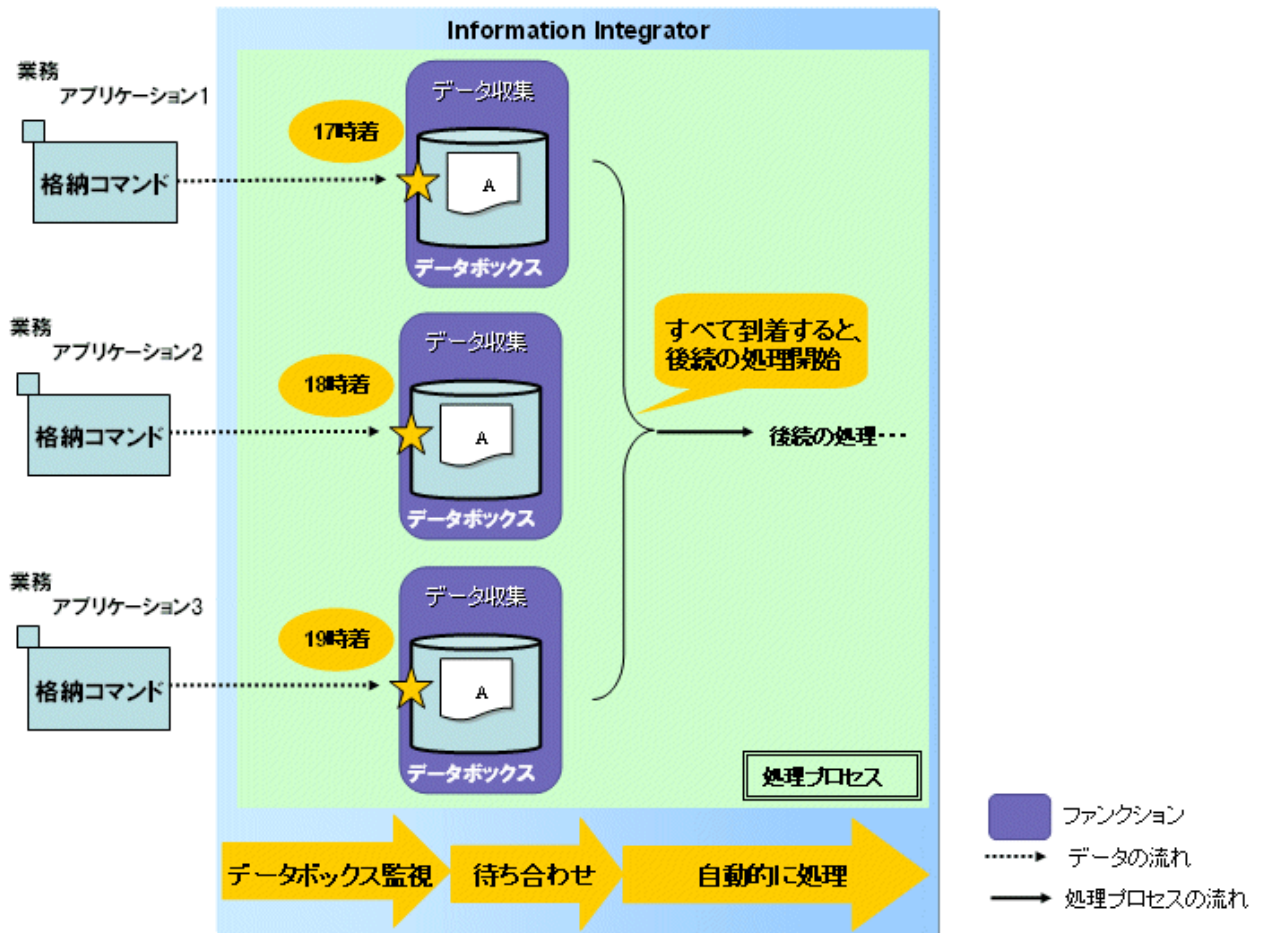 Information Integrator
業務
アプリケーション1
格納コマンド
17時着
データ収集
A
データボックス
業務
アプリケーション2
格納コマンド
18時着
データ収集
A
データボックス
すべて到着すると、
後続の処理開始
後続の処理･･･
業務
アプリケーション3
格納コマンド
19時着
データ収集
A
データボックス
処理プロセス
データボックス監視
待ち合わせ
自動的に処理
ファンクション
データの流れ
処理プロセスの流れ